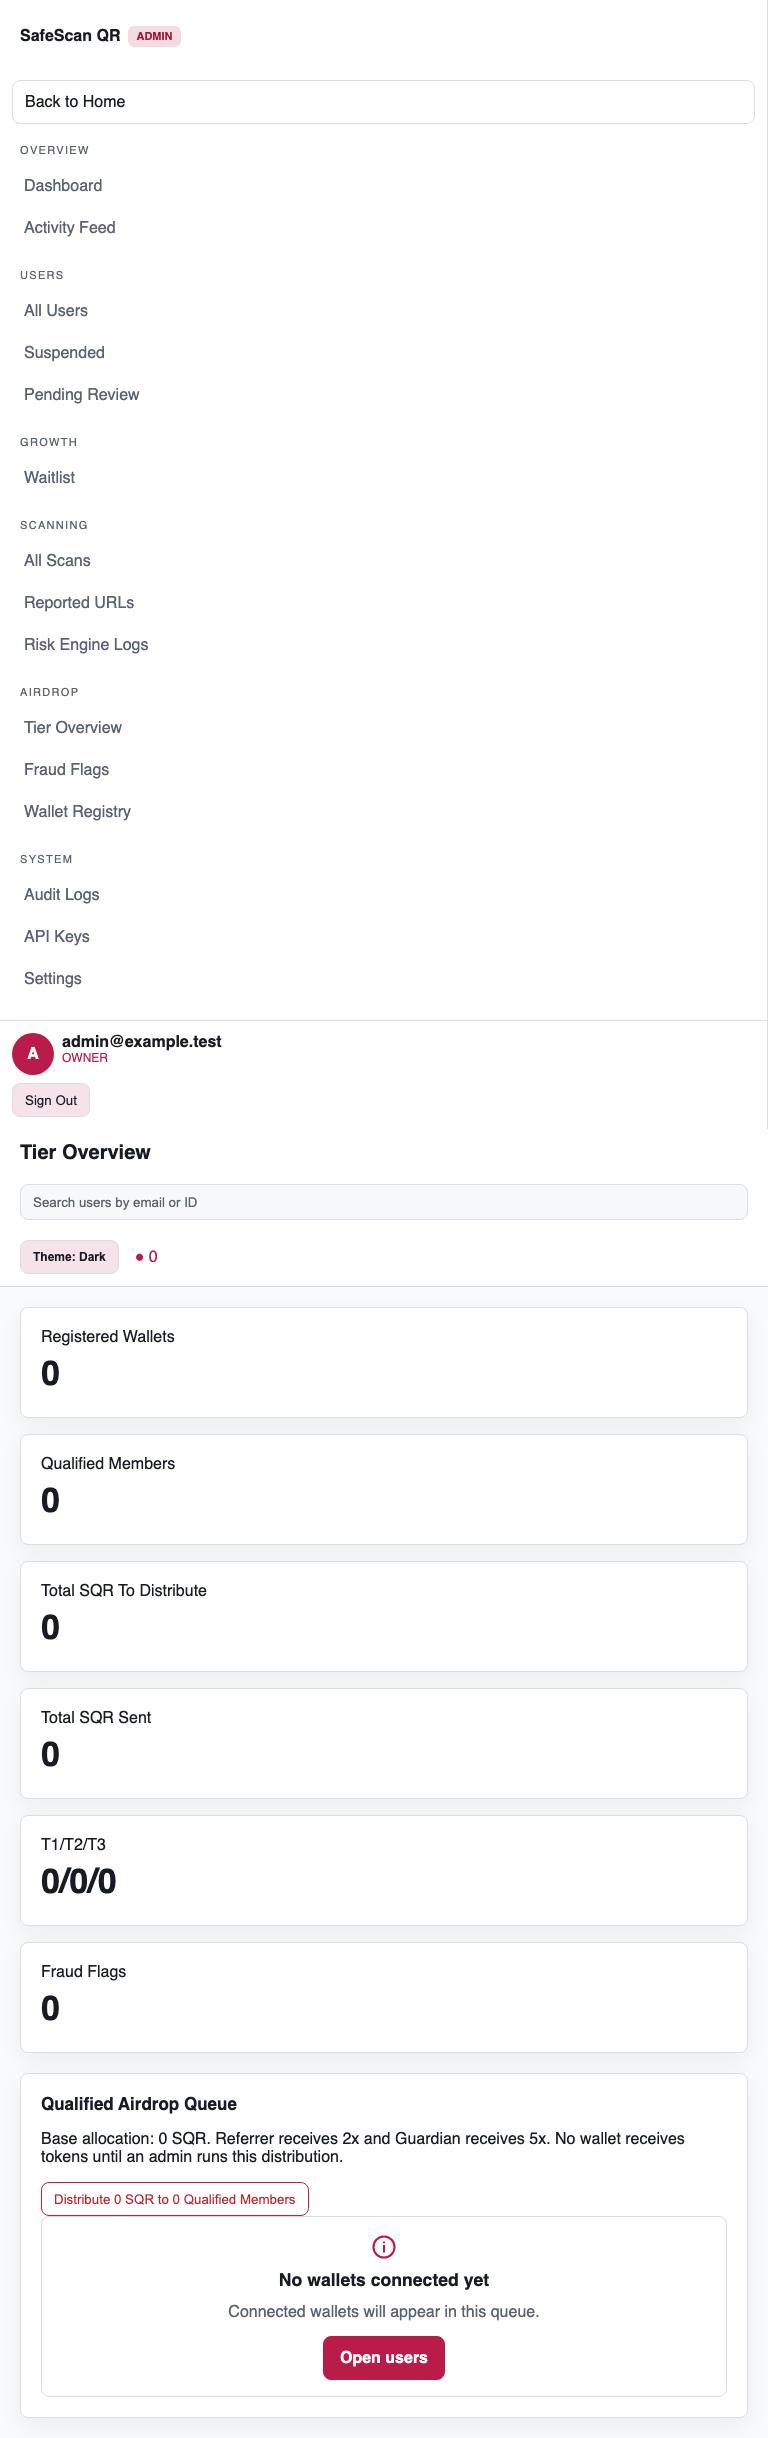 SafeScan QR ADMIN
Back to Home
OVERVIEW
Dashboard
Activity Feed
USERS
All Users
Suspended
Pending Review
GROWTH
Waitlist
SCANNING
All Scans
Reported URLs
Risk Engine Logs
AIRDROP
Tier Overview
Fraud Flags
Wallet Registry
SYSTEM
Audit Logs
API Keys
Settings
A
admin@example.test
OWNER
Sign Out
Tier Overview
Search users by email or ID
Theme: Dark ● 0
Registered Wallets
0
Qualified Members
0
Total SQR To Distribute
0
Total SQR Sent
0
T1/T2/T3
0/0/0
Fraud Flags
0
Qualified Airdrop Queue
Base allocation: 0 SQR. Referrer receives 2x and Guardian receives 5x. No wallet receives
tokens until an admin runs this distribution.
Distribute 0 SQR to 0 Qualified Members
No wallets connected yet
Connected wallets will appear in this queue.
Open users